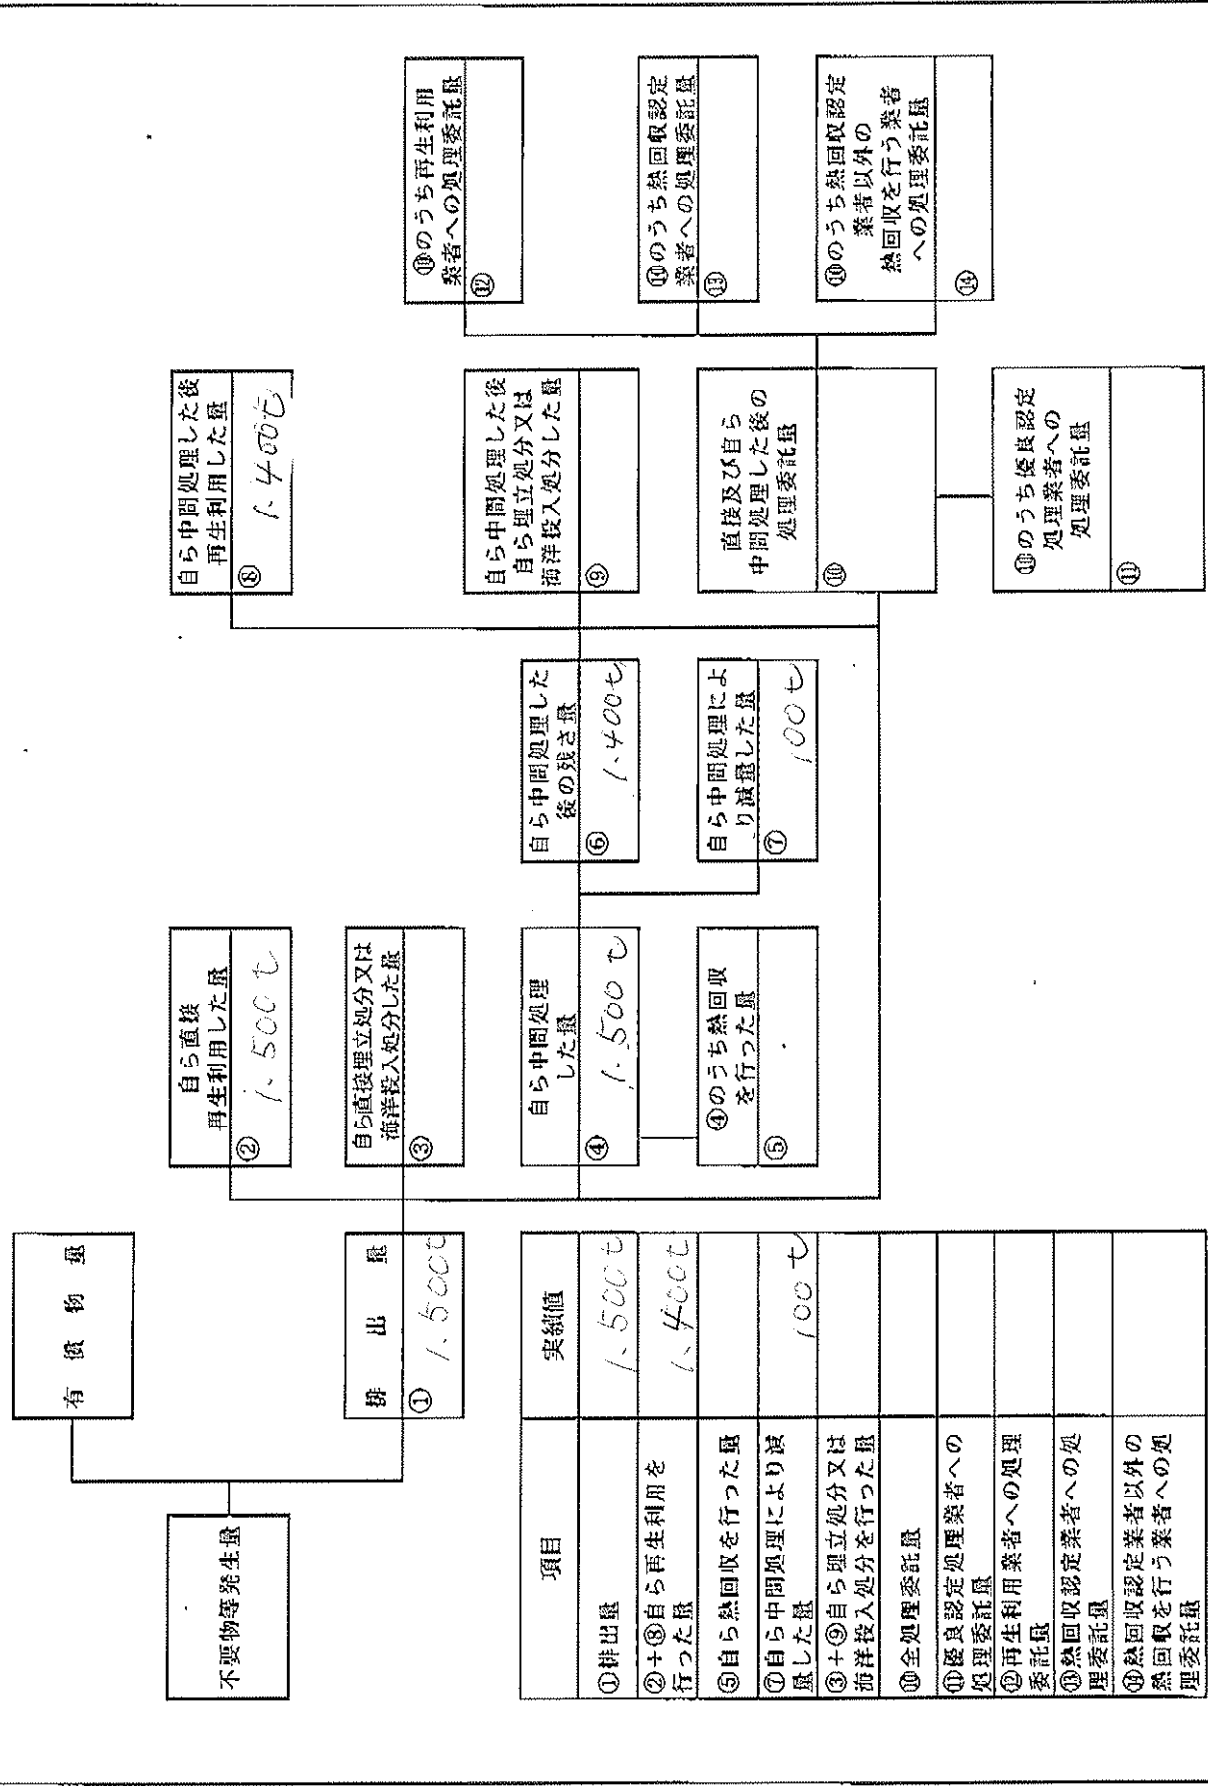 不要物等発生量
有 償 物 量
排 出 量
① 1.500t
自ら直接
再生利用した量
② 1.500t
自ら直接埋立処分又は
海洋投入処分した量
③
自ら中間処理
した量
④ 1.500t
④のうち熱回収
を行った量
⑤
自ら中間処理した
後の残さ量
⑥ 1.400t
自ら中間処理によ
り減量した量
⑦ 100t
自ら中間処理した後
再生利用した量
⑧ 1.400t
自ら中間処理した後
自ら埋立処分又は
海洋投入処分した量
⑨
直接及び自ら
中間処理した後の
処理委託量
⑩
⑩のうち優良認定
処理業者への
処理委託量
⑪
⑩のうち再生利用
業者への処理委託量
⑫
⑩のうち熱回収認定
業者への処理委託量
⑬
⑩のうち熱回収認定
業者以外の
熱回収を行う業者
への処理委託量
⑭
項目 実績値
①排出量 1、500t
②+⑧自ら再生利用を
行った量 1、400t
⑤自ら熱回収を行った量
⑦自ら中間処理により減
量した量 100t
③+⑨自ら埋立処分又は
海洋投入処分を行った量
⑩全処理委託量
⑪優良認定処理業者への
処理委託量
⑫再生利用業者への処理
委託量
⑬熱回収認定業者への処
理委託量
⑭熱回収認定業者以外の
熱回収を行う業者への処
理委託量